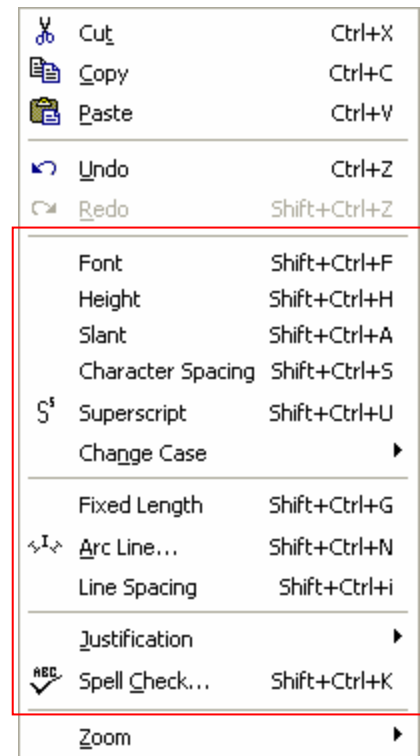 Cut Ctrl+X
Copy Ctrl+C
Paste Ctrl+V
Undo Ctrl+Z
Redo Shift+Ctrl+Z
Font Shift+Ctrl+F
Height Shift+Ctrl+H
Slant Shift+Ctrl+A
Character Spacing Shift+Ctrl+S
S⁵ Superscript Shift+Ctrl+U
Change Case
Fixed Length Shift+Ctrl+G
Arc Line... Shift+Ctrl+N
Line Spacing Shift+Ctrl+i
Justification
ABC Spell Check... Shift+Ctrl+K
Zoom